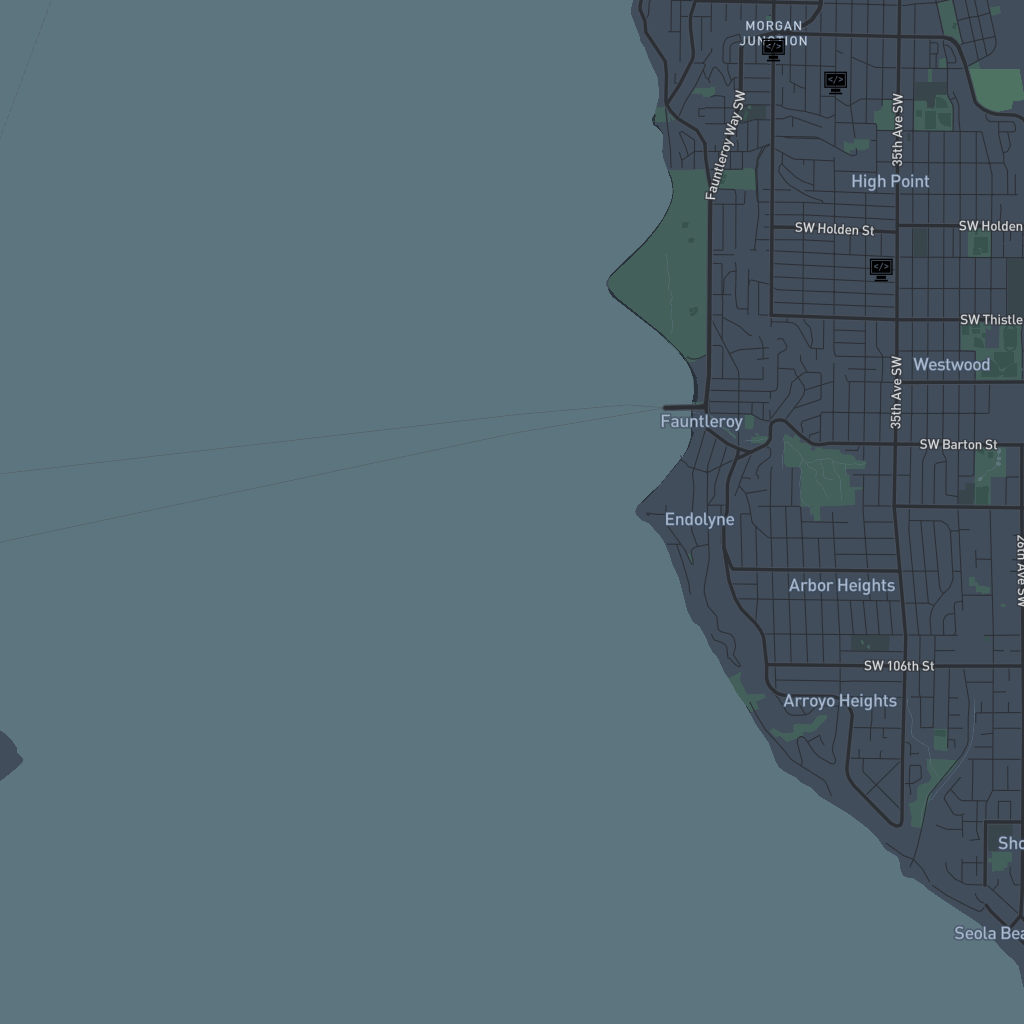 MORGAN
JUNCTION
</>
</>
Fauntleroy Way SW
35th Ave SW
High Point
SW Holden St
SW Holden
</>
SW Thistle
35th Ave SW
Westwood
Fauntleroy
SW Barton St
Endolyne
26th Ave SW
Arbor Heights
SW 106th St
Arroyo Heights
Sho
Seola Bea